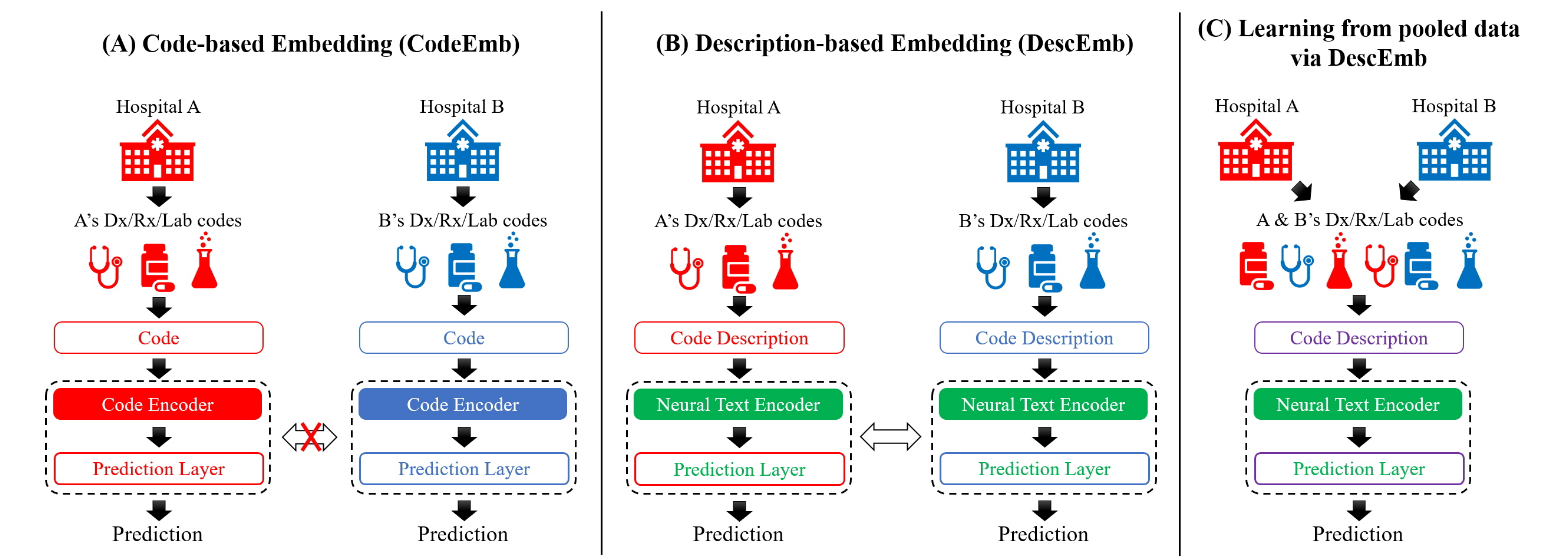 (A) Code-based Embedding (CodeEmb)
Hospital A
A's Dx/Rx/Lab codes
Code
Code Encoder
Prediction Layer
Prediction
Hospital B
B's Dx/Rx/Lab codes
Code
Code Encoder
Prediction Layer
Prediction
(B) Description-based Embedding (DescEmb)
Hospital A
A's Dx/Rx/Lab codes
Code Description
Neural Text Encoder
Prediction Layer
Prediction
Hospital B
B's Dx/Rx/Lab codes
Code Description
Neural Text Encoder
Prediction Layer
Prediction
(C) Learning from pooled data
via DescEmb
Hospital A
Hospital B
A & B's Dx/Rx/Lab codes
Code Description
Neural Text Encoder
Prediction Layer
Prediction